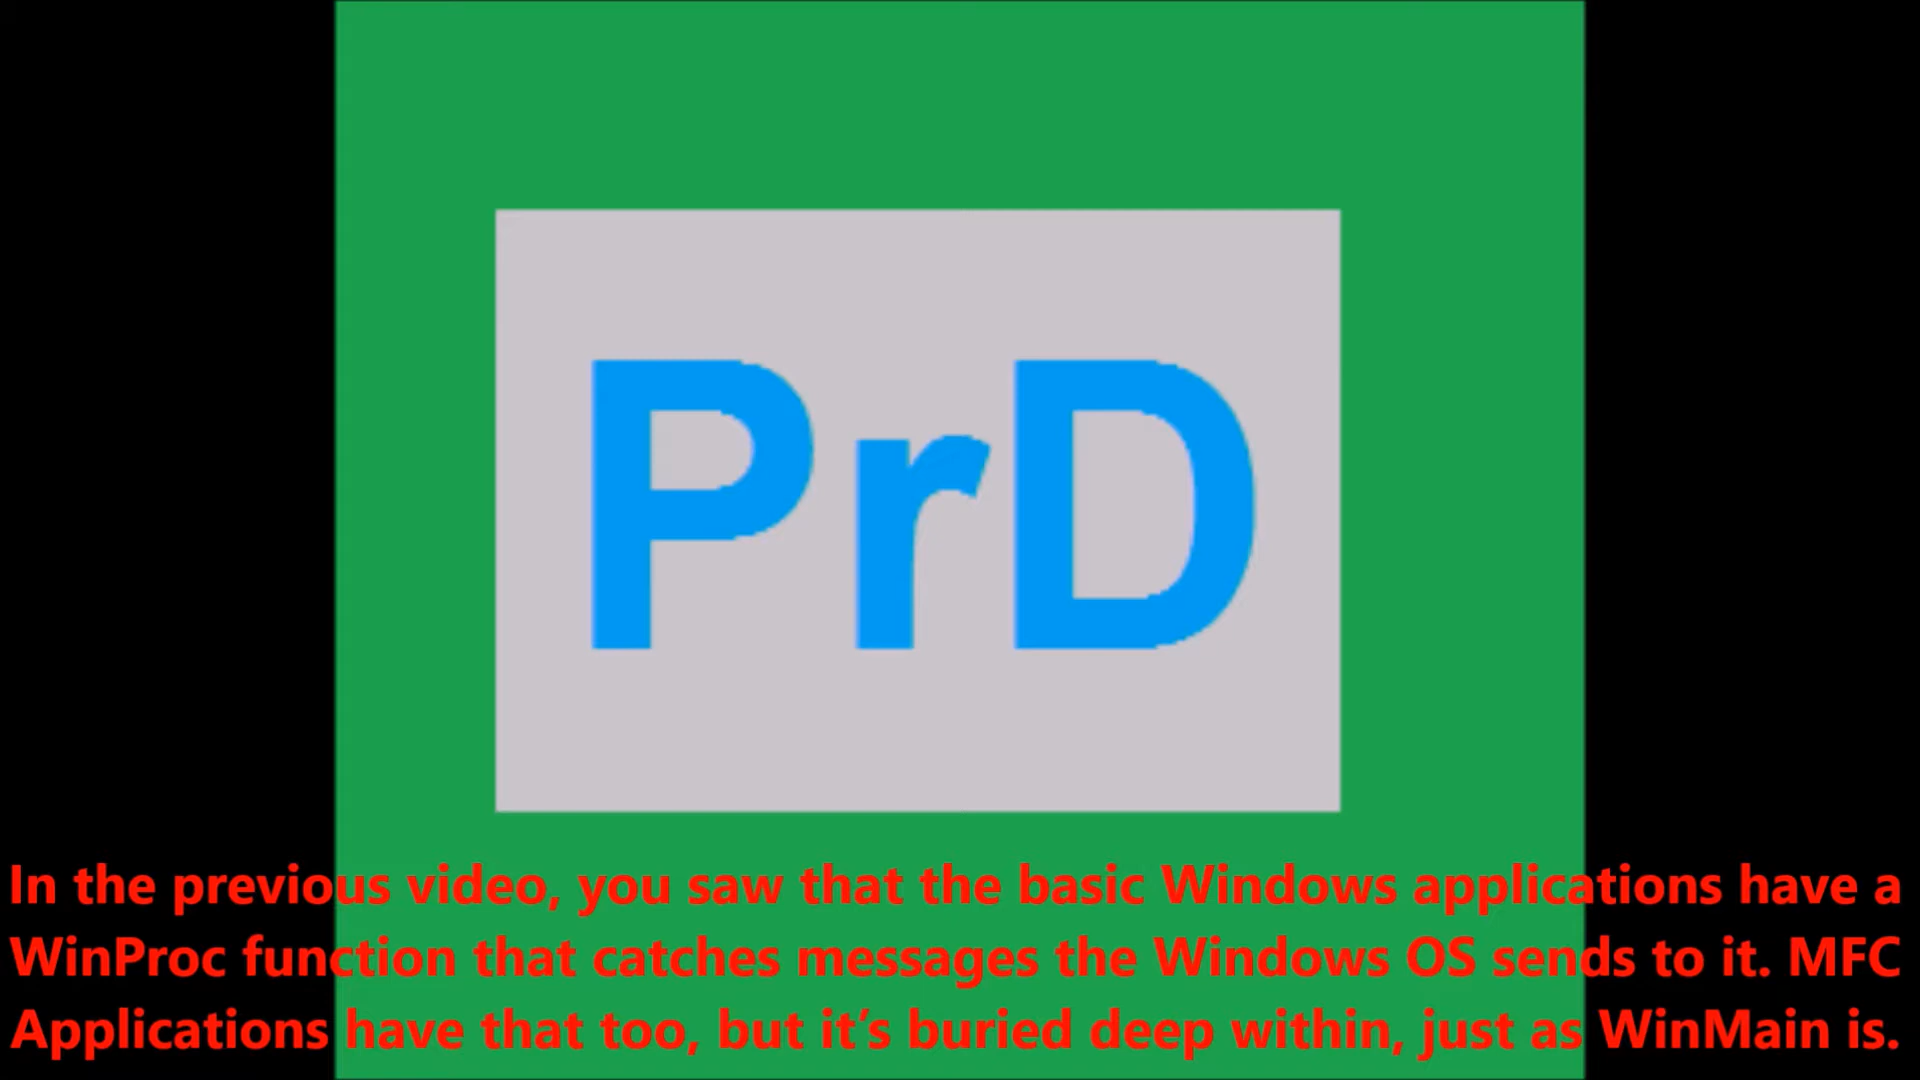 PrD
In the previous video, you saw that the basic Windows applications have a
WinProc function that catches messages the Windows OS sends to it. MFC
Applications have that too, but it’s buried deep within, just as WinMain is.